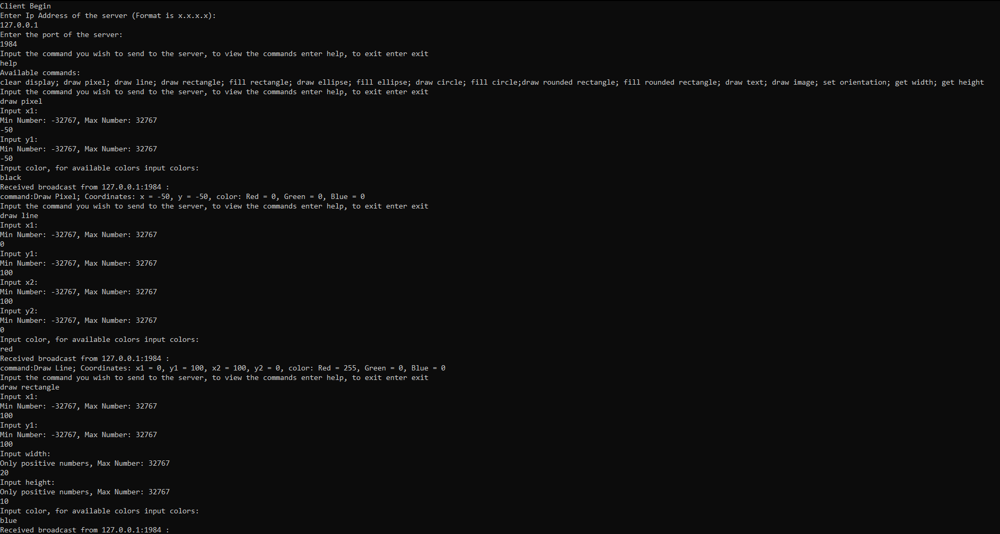 Client Begin
Enter Ip Address of the server (Format is x.x.x.x):
127.0.0.1
Enter the port of the server:
1984
Input the command you wish to send to the server, to view the commands enter help, to exit enter exit
help
Available commands:
clear display; draw pixel; draw line; draw rectangle; fill rectangle; draw ellipse; fill ellipse; draw circle; fill circle;draw rounded rectangle; fill rounded rectangle; draw text; draw image; set orientation; get width; get height
Input the command you wish to send to the server, to view the commands enter help, to exit enter exit
draw pixel
Input x1:
Min Number: -32767, Max Number: 32767
-50
Input y1:
Min Number: -32767, Max Number: 32767
-50
Input color, for available colors input colors:
black
Received broadcast from 127.0.0.1:1984 :
command:Draw Pixel; Coordinates: x = -50, y = -50, color: Red = 0, Green = 0, Blue = 0
Input the command you wish to send to the server, to view the commands enter help, to exit enter exit
draw line
Input x1:
Min Number: -32767, Max Number: 32767
0
Input y1:
Min Number: -32767, Max Number: 32767
100
Input x2:
Min Number: -32767, Max Number: 32767
100
Input y2:
Min Number: -32767, Max Number: 32767
0
Input color, for available colors input colors:
red
Received broadcast from 127.0.0.1:1984 :
command:Draw Line; Coordinates: x1 = 0, y1 = 100, x2 = 100, y2 = 0, color: Red = 255, Green = 0, Blue = 0
Input the command you wish to send to the server, to view the commands enter help, to exit enter exit
draw rectangle
Input x1:
Min Number: -32767, Max Number: 32767
100
Input y1:
Min Number: -32767, Max Number: 32767
100
Input width:
Only positive numbers, Max Number: 32767
20
Input height:
Only positive numbers, Max Number: 32767
10
Input color, for available colors input colors:
blue
Received broadcast from 127.0.0.1:1984 :